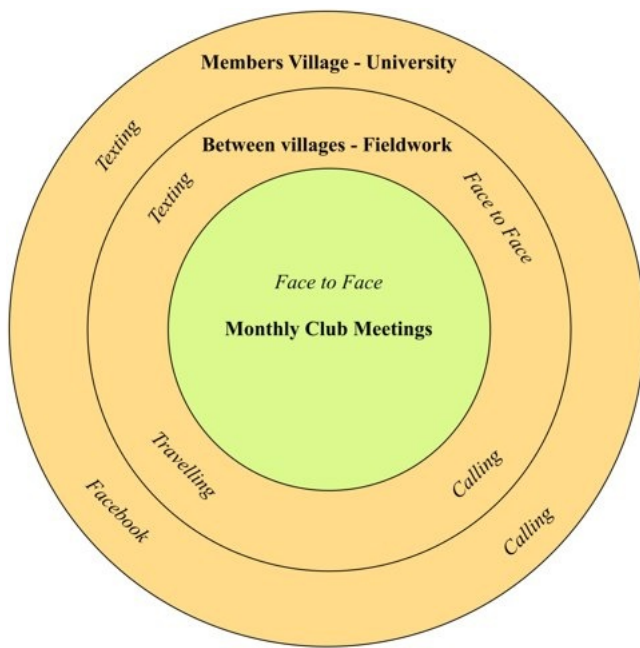 Members Village - University
Texting
Between villages - Fieldwork
Texting
Face to Face
Face to Face
Monthly Club Meetings
Travelling
Calling
Facebook
Calling